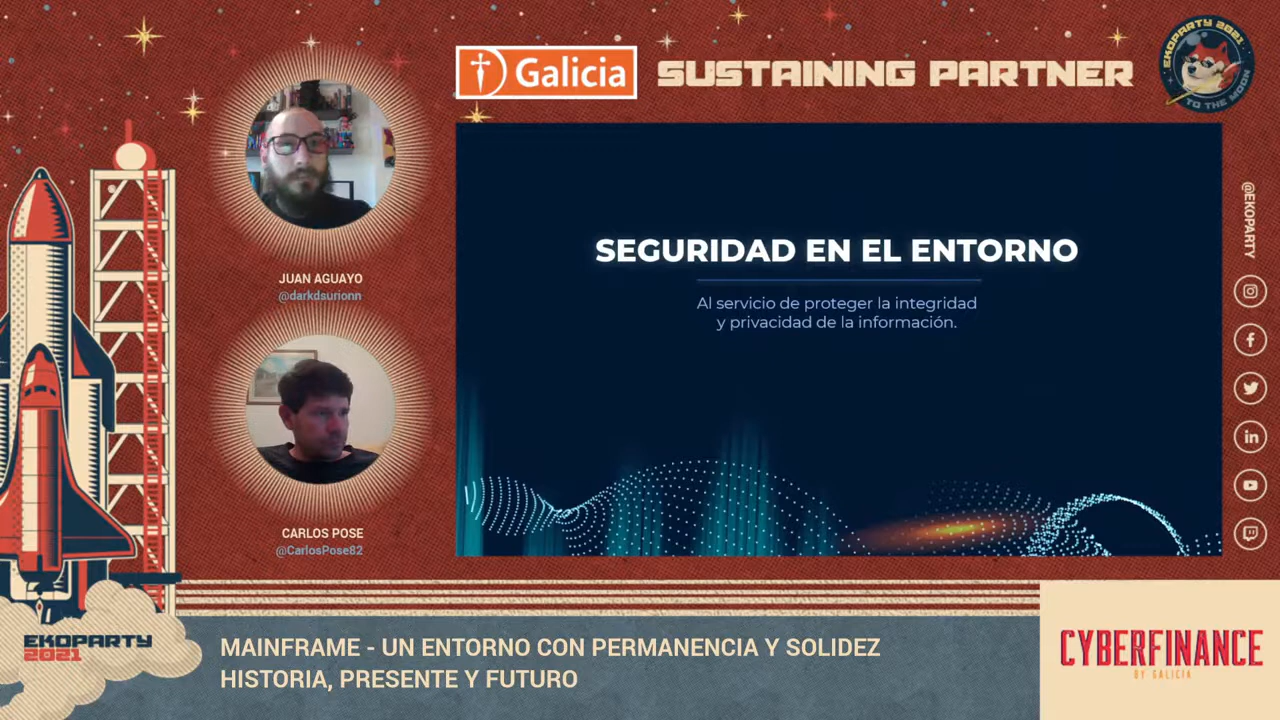 Galicia
SUSTAINING PARTNER
EKOPARTY 2021
TO THE MOON
JUAN AGUAYO
@darkdsurionn
SEGURIDAD EN EL ENTORNO
Al servicio de proteger la integridad
y privacidad de la información.
@EKOPARTY
CARLOS POSE
@CarlosPose82
EKOPARTY
2021
MAINFRAME - UN ENTORNO CON PERMANENCIA Y SOLIDEZ
HISTORIA, PRESENTE Y FUTURO
CYBERFINANCE
BY GALICIA